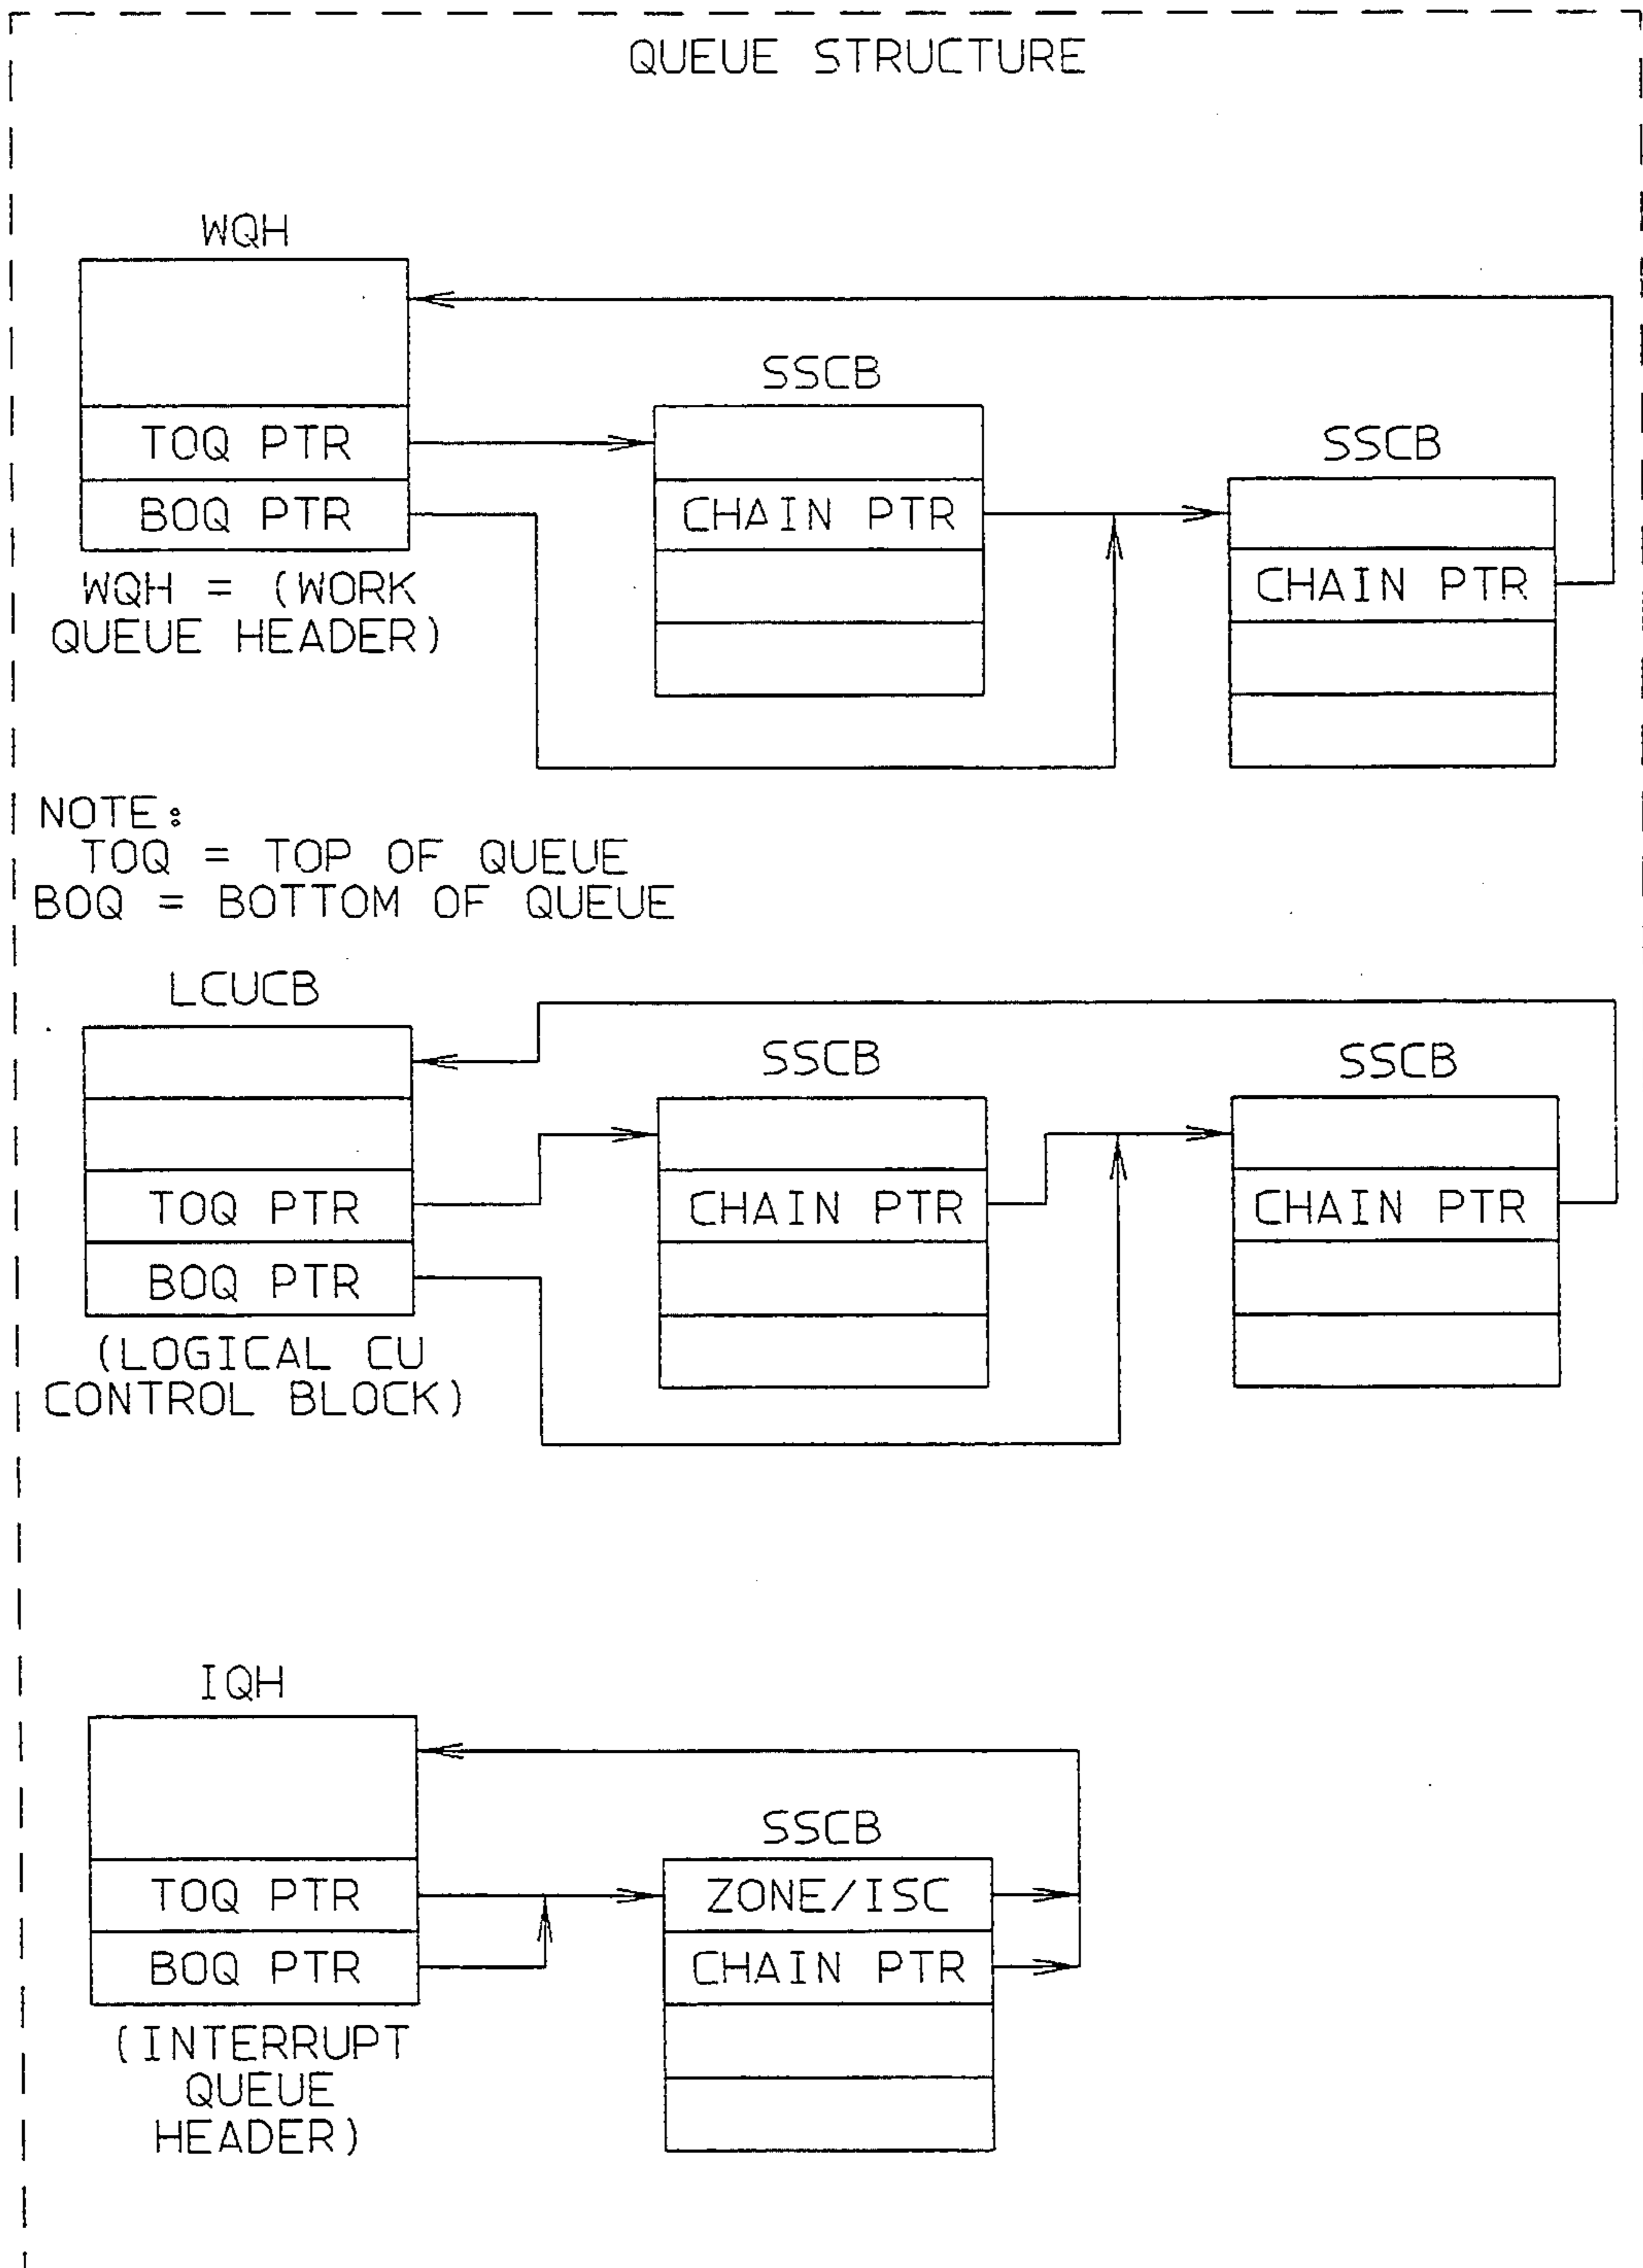 QUEUE STRUCTURE
WQH
SSCB
SSCB
TOQ PTR
BOQ PTR
CHAIN PTR
CHAIN PTR
WQH = (WORK
QUEUE HEADER)
NOTE:
TOQ = TOP OF QUEUE
BOQ = BOTTOM OF QUEUE
LCUCB
SSCB
SSCB
TOQ PTR
CHAIN PTR
CHAIN PTR
BOQ PTR
(LOGICAL CU
CONTROL BLOCK)
IQH
SSCB
TOQ PTR
ZONE/ISC
BOQ PTR
CHAIN PTR
(INTERRUPT
QUEUE
HEADER)